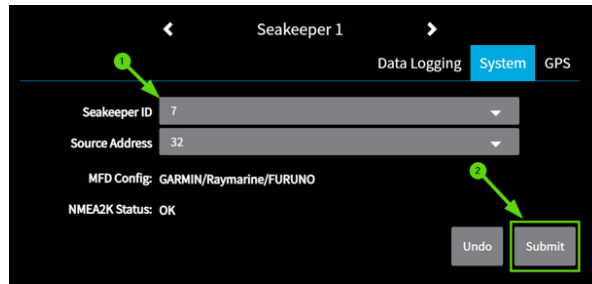 Seakeeper 1
Data Logging System GPS
1
Seakeeper ID 7
Source Address 32
MFD Config: GARMIN/Raymarine/FURUNO
2
NMEA2K Status: OK
Undo Submit